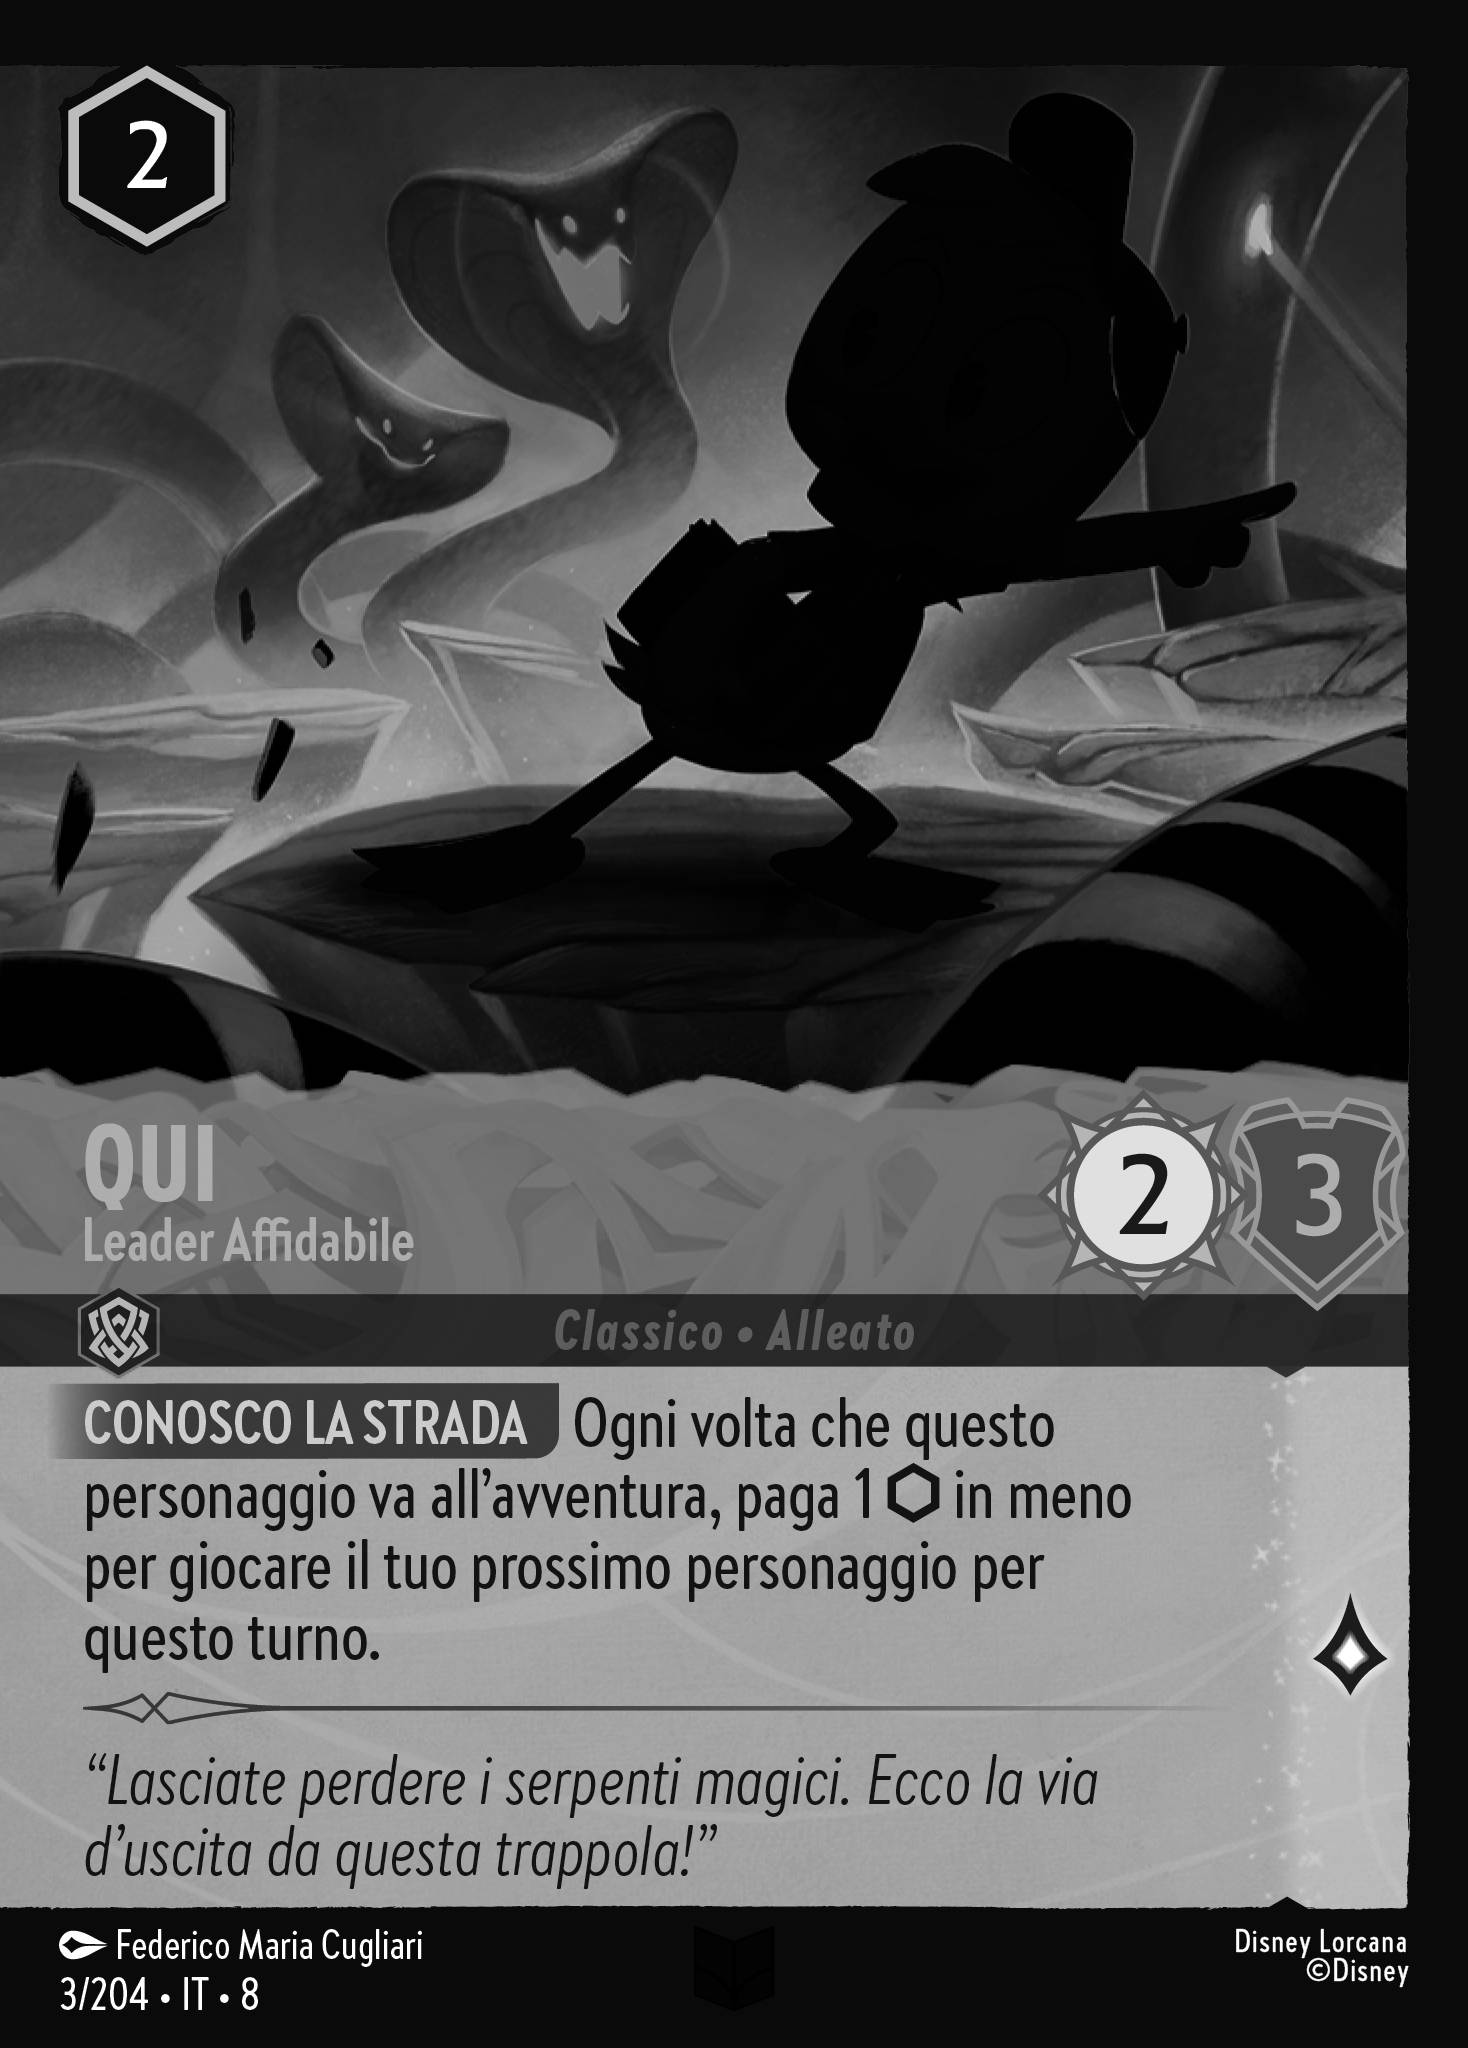 2
QUI
Leader Affidabile
2 3
Classico • Alleato
CONOSCO LA STRADA Ogni volta che questo
personaggio va all’avventura, paga 1 ⬡ in meno
per giocare il tuo prossimo personaggio per
questo turno.
“Lasciate perdere i serpenti magici. Ecco la via
d’uscita da questa trappola!”
Federico Maria Cugliari
3/204 • IT • 8
Disney Lorcana
©Disney